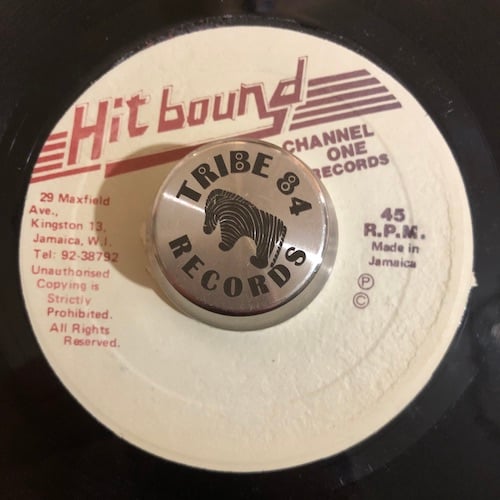 Hit bound
CHANNEL
ONE
RECORDS
29 Maxfield
Ave.,
Kingston 13,
Jamaica, W.I.
Tel: 92-38792
Unauthorised
Copying is
Strictly
Prohibited.
All Rights
Reserved.
TRIBE 84
RECORDS
45
R.P.M.
Made in
Jamaica
Ⓟ
©